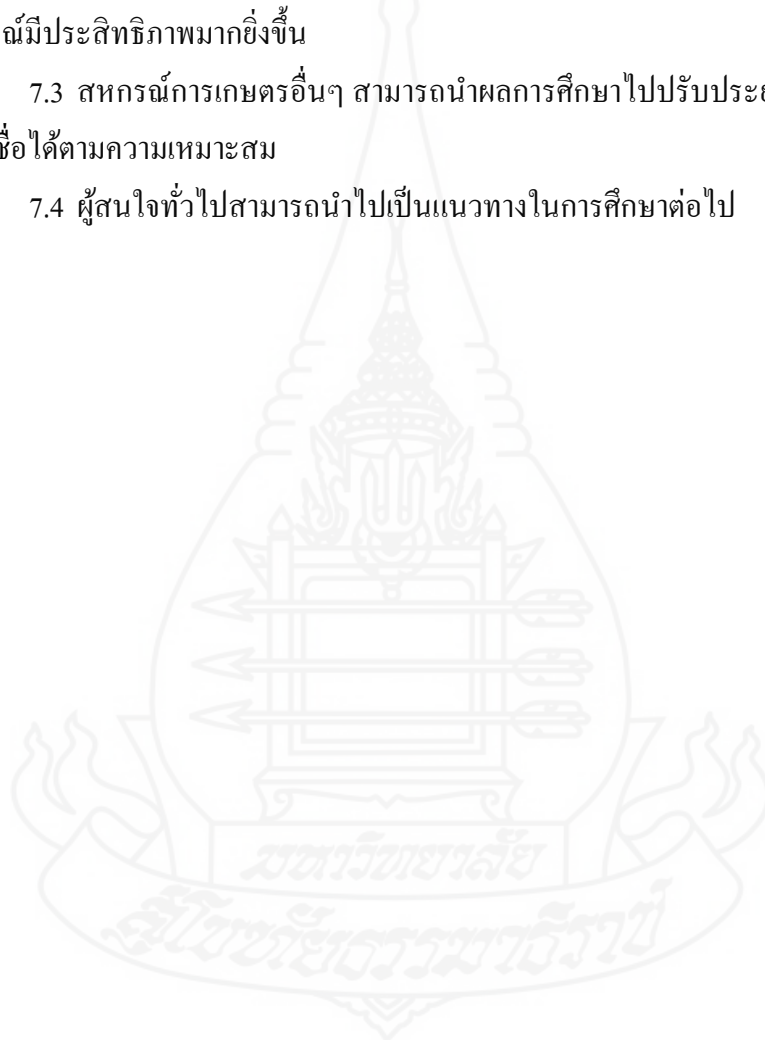 ณ์มีประสิทธิภาพมากยิ่งขึ้น
7.3 สหกรณ์การเกษตรอื่นๆ สามารถนำผลการศึกษาไปปรับประย
ชื่อได้ตามความเหมาะสม
7.4 ผู้สนใจทั่วไปสามารถนำไปเป็นแนวทางในการศึกษาต่อไป
มหาวิทยาลัย
สุโขทัยธรรมาธิราช